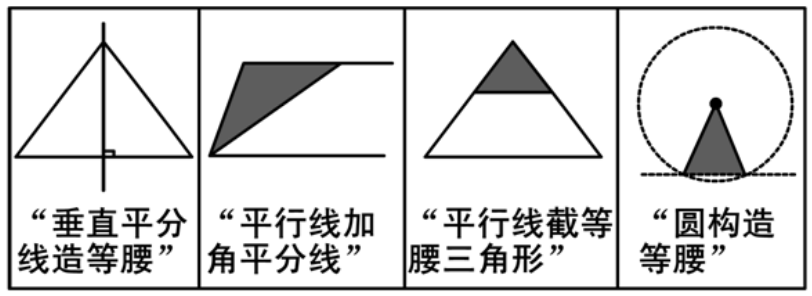 “垂直平分
线造等腰”
“平行线加
角平分线”
“平行线截等
腰三角形”
“圆构造
等腰”